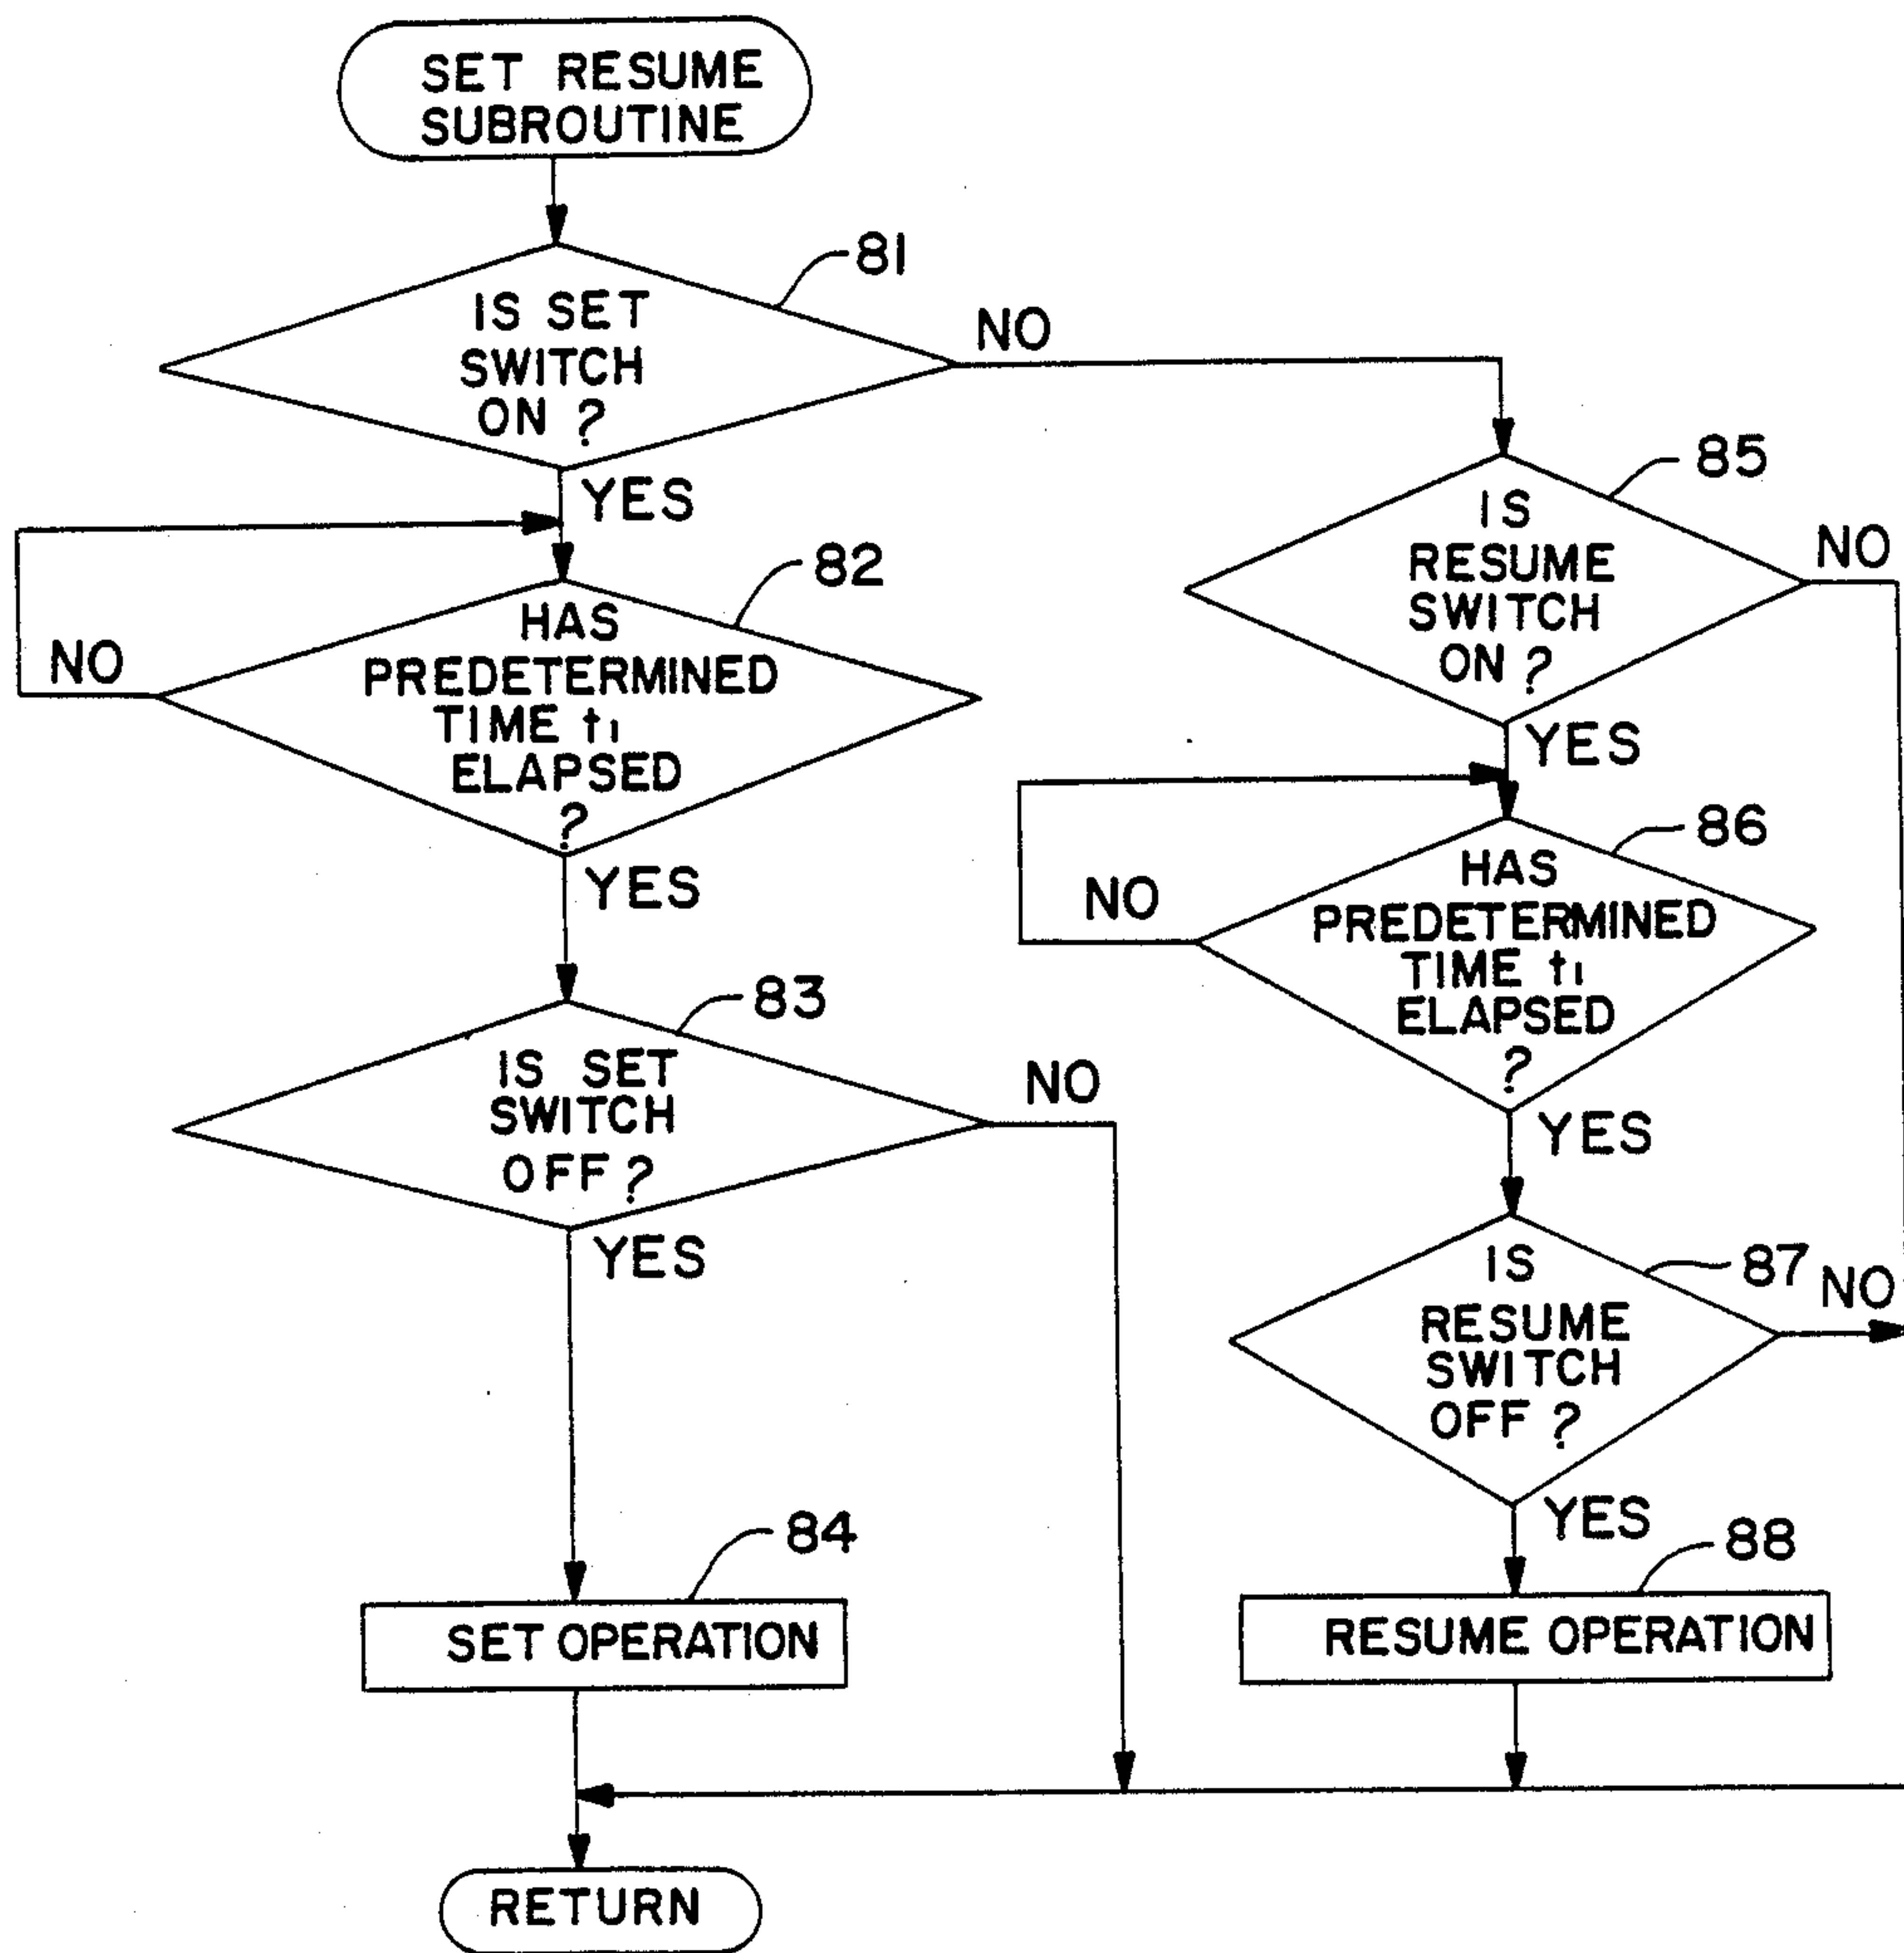 SET RESUME
SUBROUTINE
81
IS SET
SWITCH
ON ?
NO
YES
82
HAS
PREDETERMINED
TIME t₁
ELAPSED
?
NO
YES
83
IS SET
SWITCH
OFF ?
NO
YES
84
SET OPERATION
85
IS
RESUME
SWITCH
ON ?
NO
YES
86
HAS
PREDETERMINED
TIME t₁
ELAPSED
?
NO
YES
87
IS
RESUME
SWITCH
OFF ?
NO
YES
88
RESUME OPERATION
RETURN